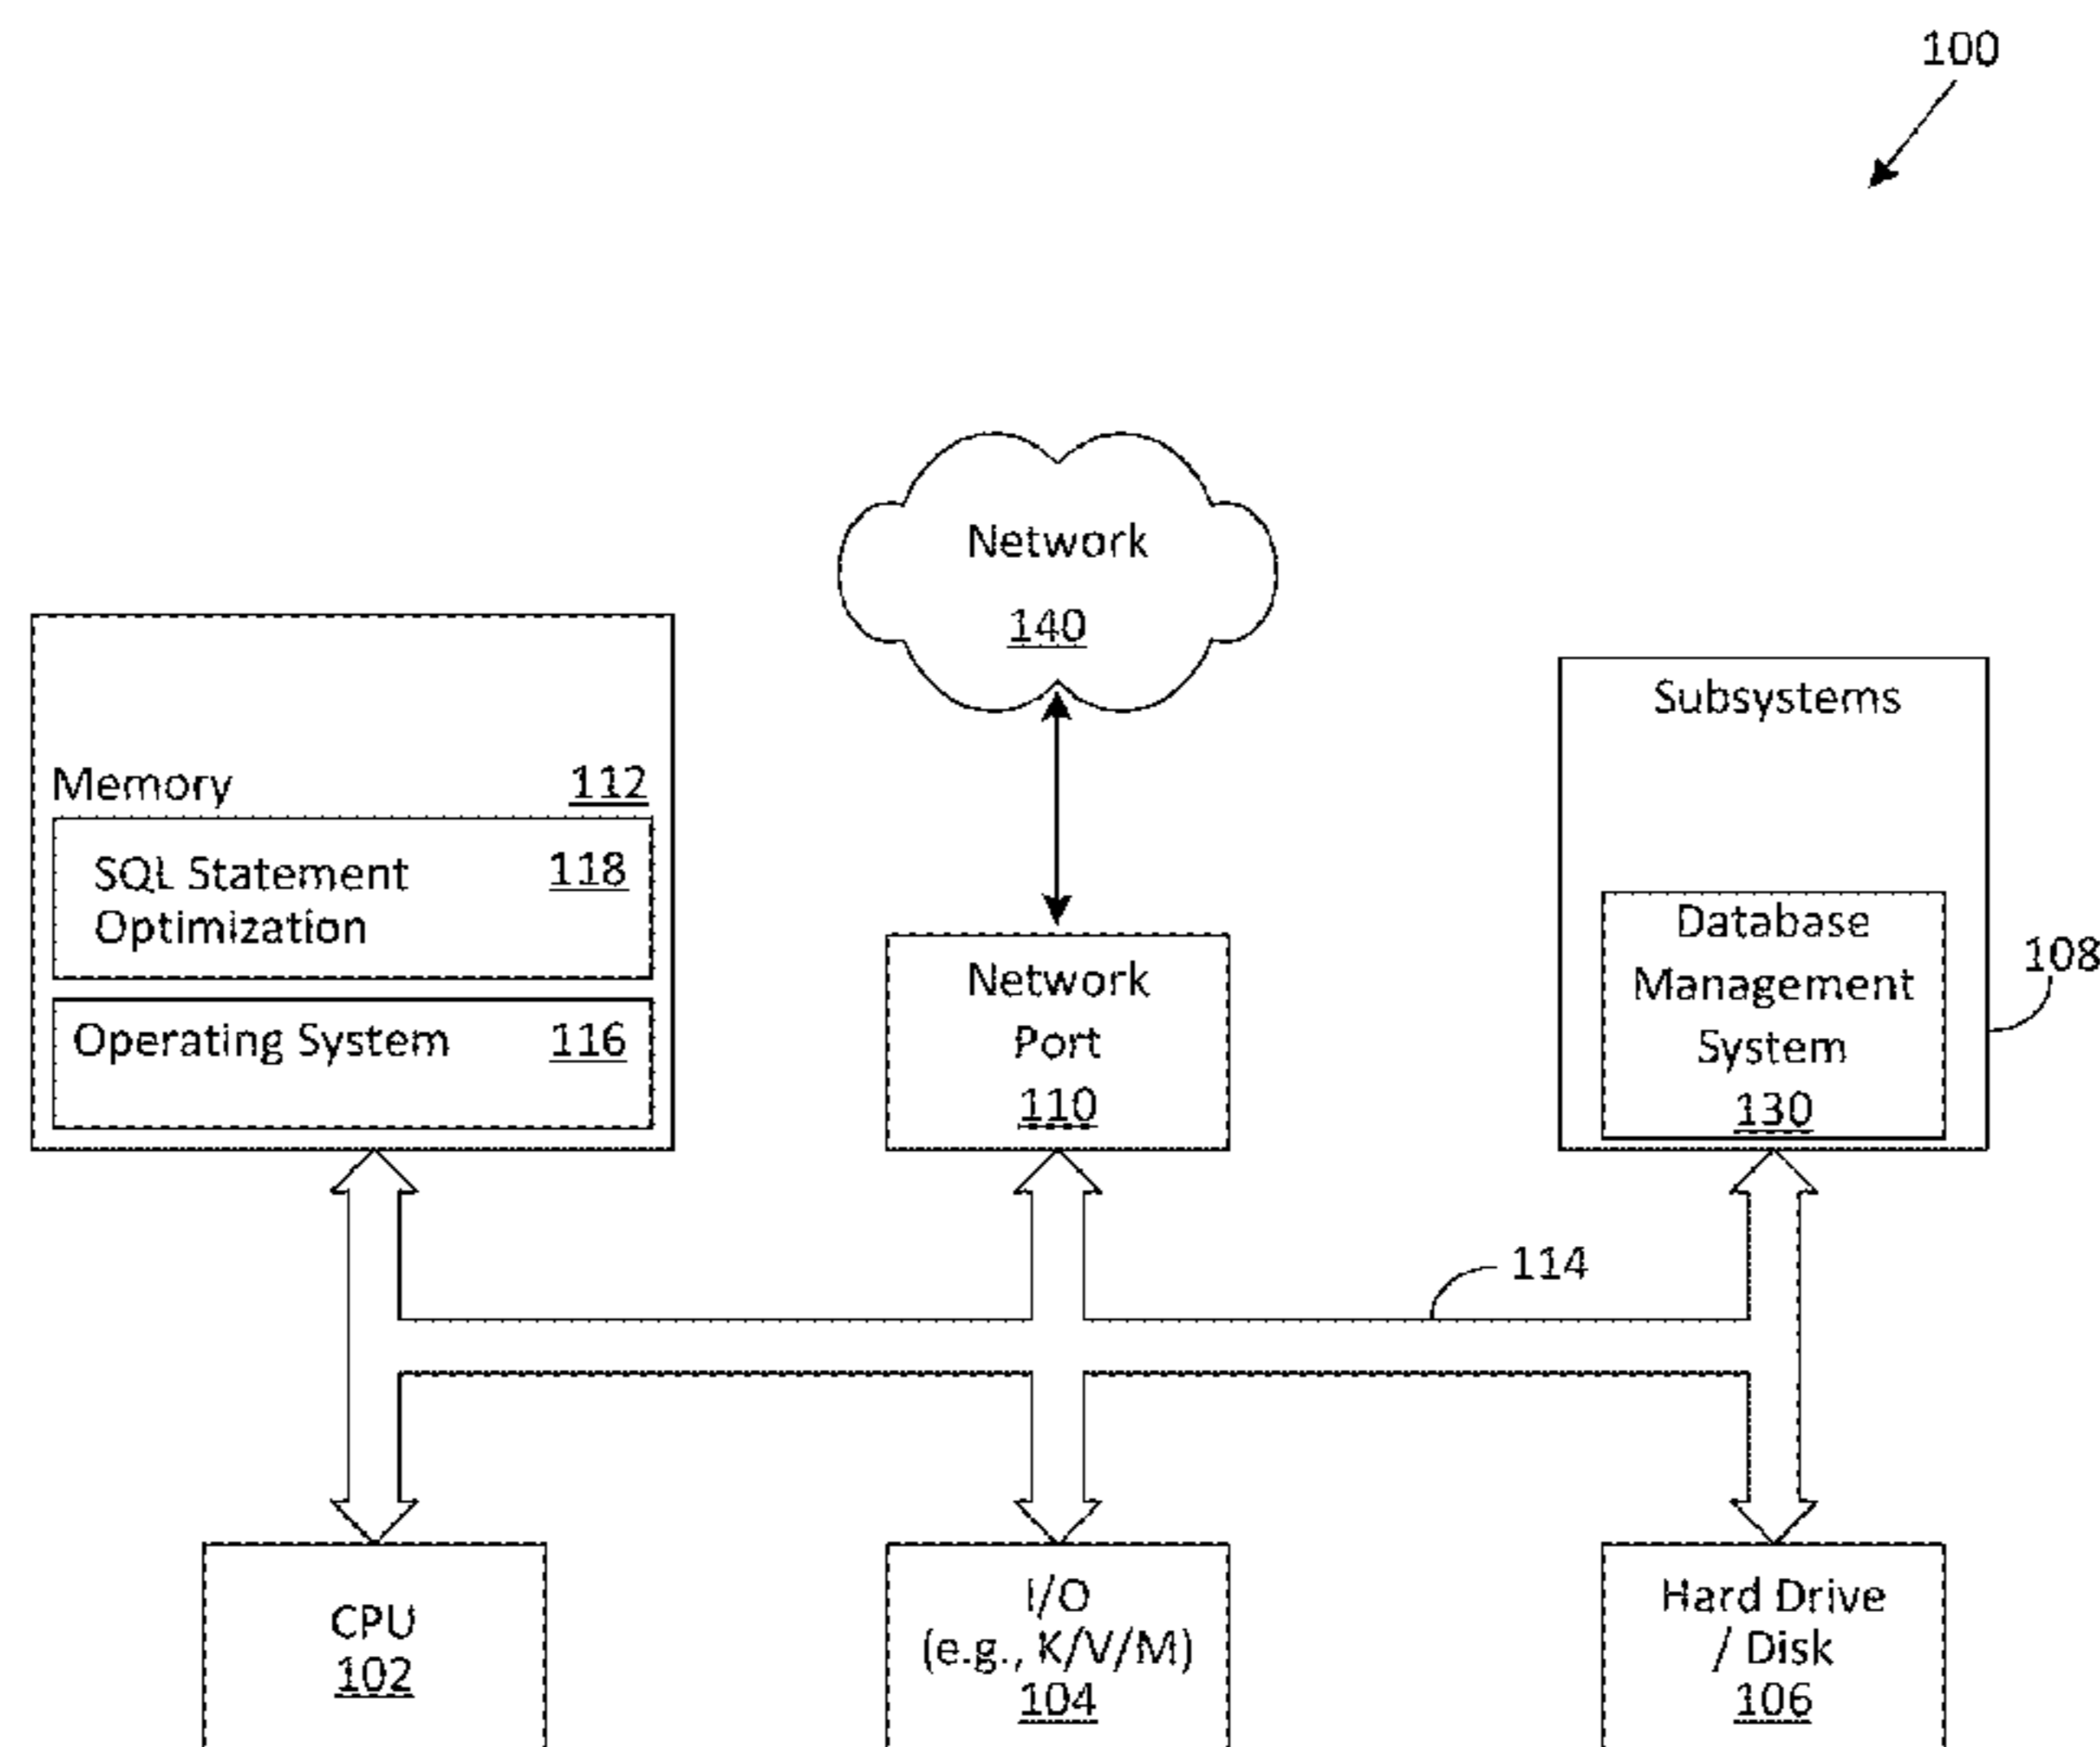 100
Network
140
Subsystems
Memory 112
SQL Statement 118
Optimization
Operating System 116
Network
Port
110
Database
Management
System
130
108
114
CPU
102
I/O
(e.g., K/V/M)
104
Hard Drive
/ Disk
106